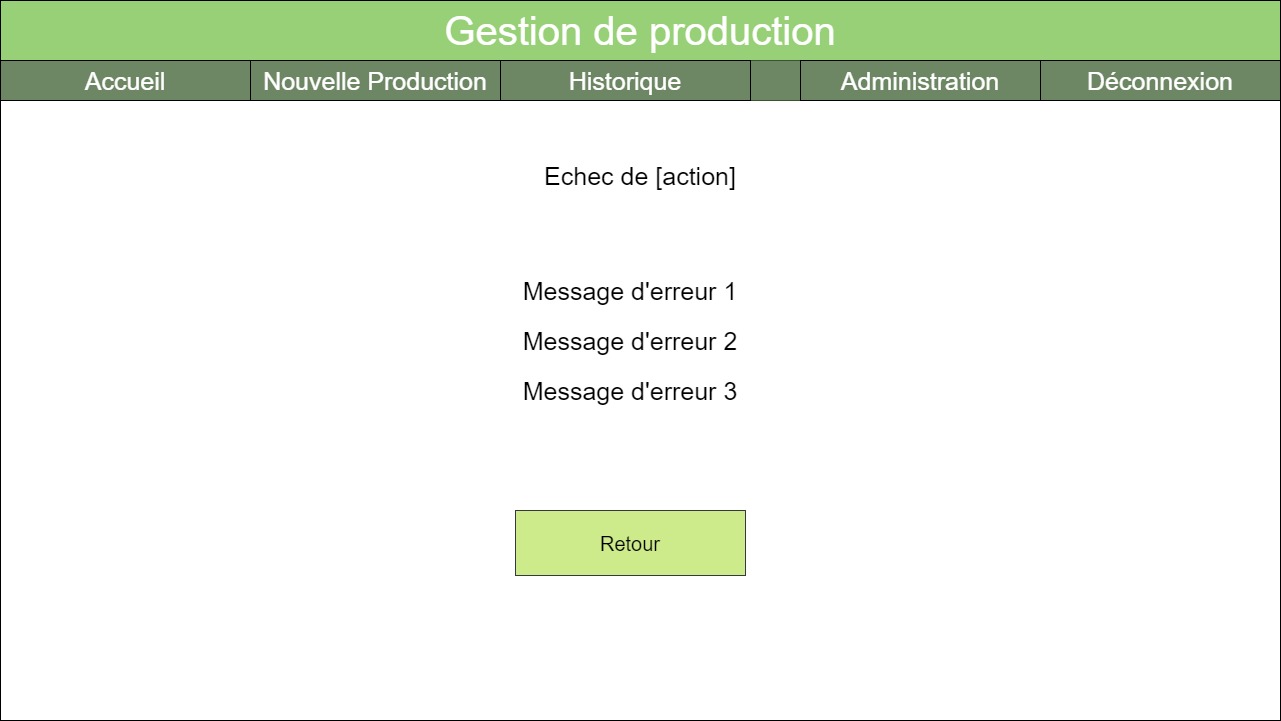 Gestion de production
Accueil Nouvelle Production Historique Administration Déconnexion
Echec de [action]
Message d'erreur 1
Message d'erreur 2
Message d'erreur 3
Retour